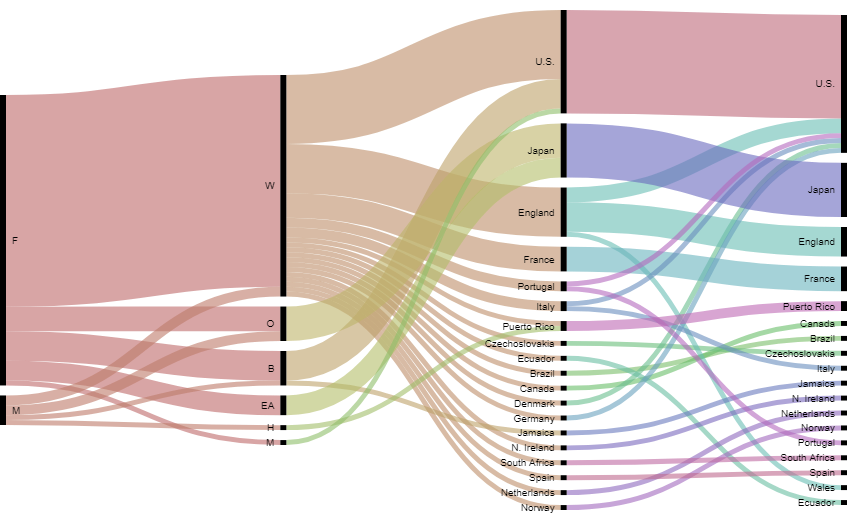 F
M
W
O
B
EA
H
M
U.S.
Japan
England
France
Portugal
Italy
Puerto Rico
Czechoslovakia
Ecuador
Brazil
Canada
Denmark
Germany
Jamaica
N. Ireland
South Africa
Spain
Netherlands
Norway
U.S.
Japan
England
France
Puerto Rico
Canada
Brazil
Czechoslovakia
Italy
Jamaica
N. Ireland
Netherlands
Norway
Portugal
South Africa
Spain
Wales
Ecuador